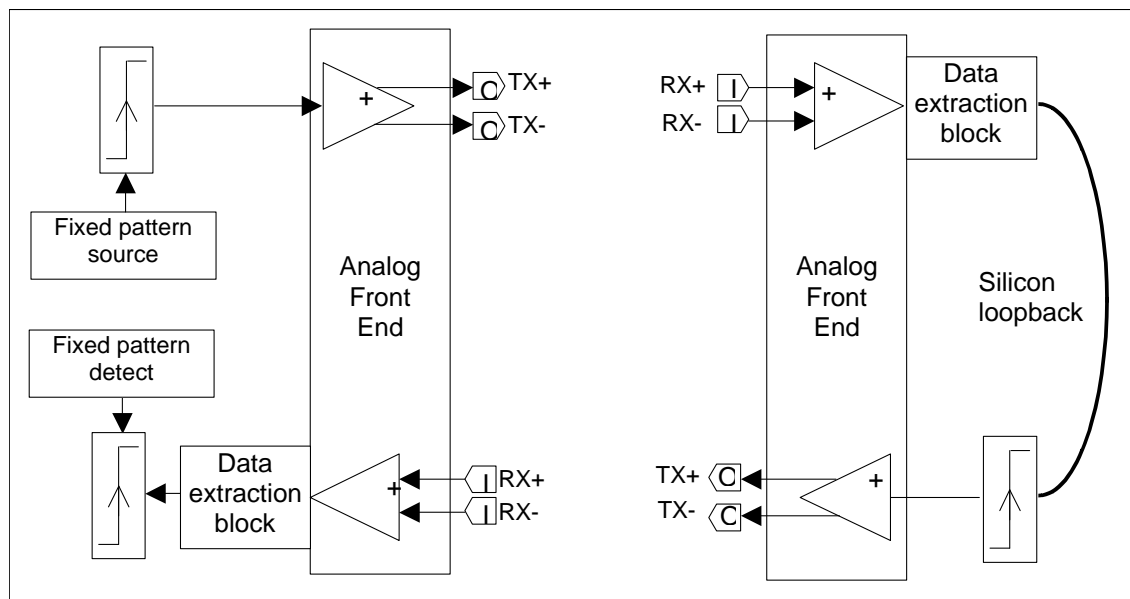 +
C TX+
C TX-
Fixed pattern
source
Analog
Front
End
Fixed pattern
detect
Data
extraction
block
+
I RX+
I RX-
RX+ I
RX- I
+
Data
extraction
block
Analog
Front
End
Silicon
loopback
TX+ C
TX- C
+